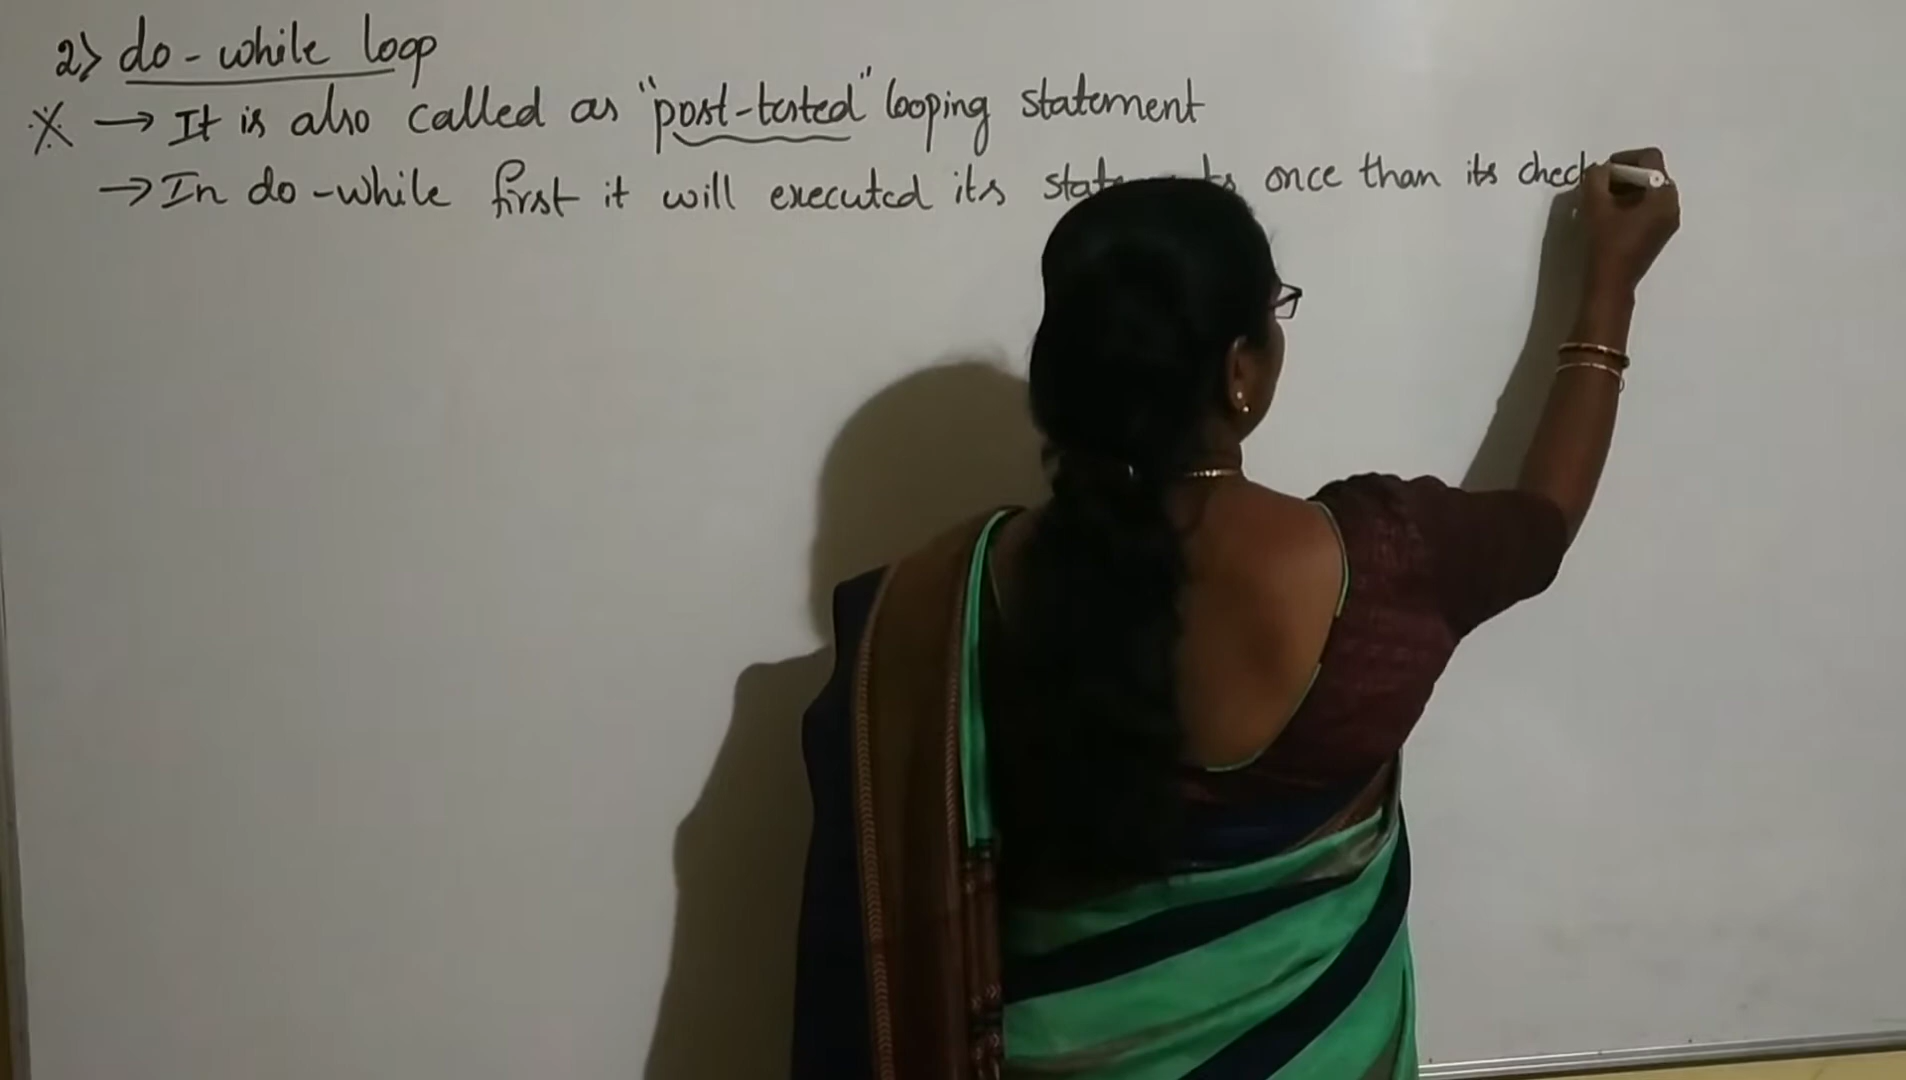 2> do-while loop
※ → It is also called as "post-tested" looping statement
→ In do-while first it will executed its once than its check